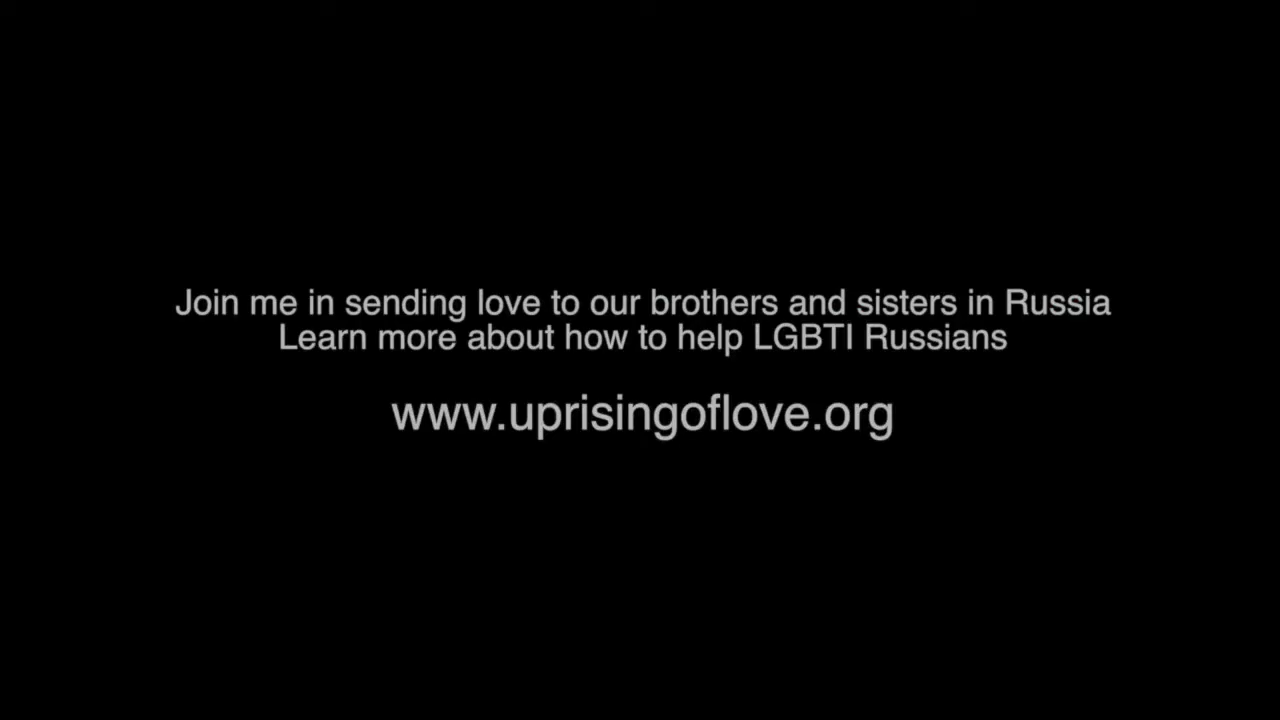 Join me in sending love to our brothers and sisters in Russia
Learn more about how to help LGBTI Russians
www.uprisingoflove.org